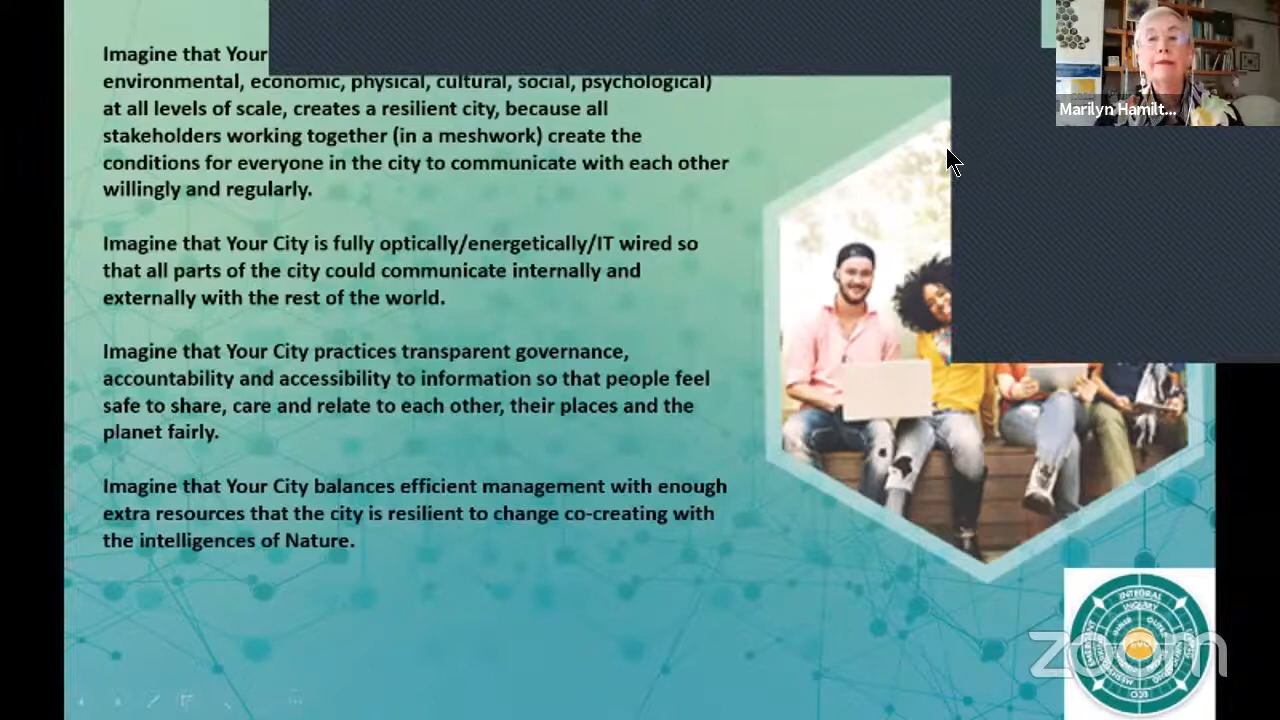 Imagine that Your
environmental, economic, physical, cultural, social, psychological)
at all levels of scale, creates a resilient city, because all
stakeholders working together (in a meshwork) create the
conditions for everyone in the city to communicate with each other
willingly and regularly.
Imagine that Your City is fully optically/energetically/IT wired so
that all parts of the city could communicate internally and
externally with the rest of the world.
Imagine that Your City practices transparent governance,
accountability and accessibility to information so that people feel
safe to share, care and relate to each other, their places and the
planet fairly.
Imagine that Your City balances efficient management with enough
extra resources that the city is resilient to change co-creating with
the intelligences of Nature.
Marilyn Hamilt...
INTEGRAL
INQUIRY
zoom